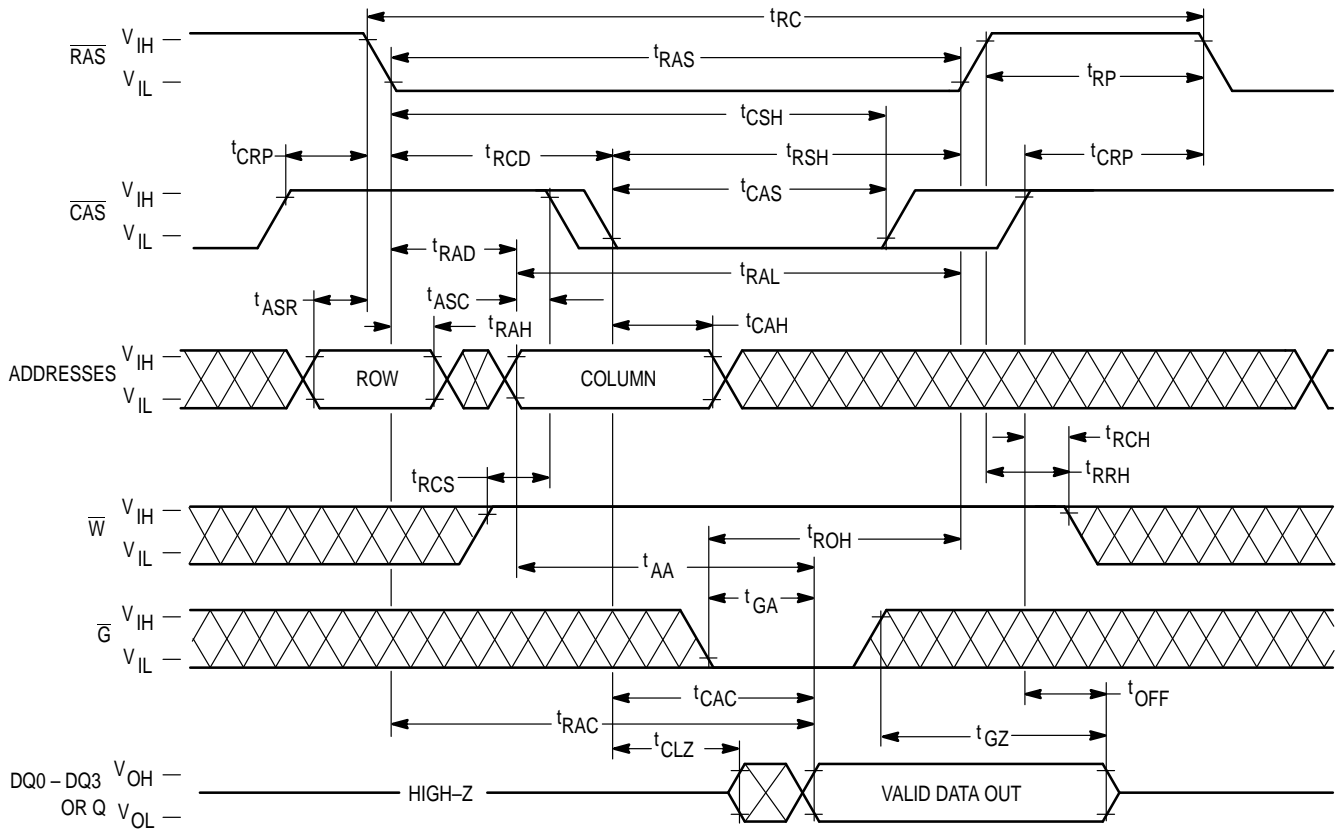 tRC
RAS
VIH
VIL
tRAS
tRP
tCSH
tCRP
tRCD
tRSH
tCRP
CAS
VIH
VIL
tCAS
tRAD
tRAL
tASR
tASC
tRAH
tCAH
ADDRESSES
VIH
VIL
ROW
COLUMN
tRCH
tRRH
tRCS
W
VIH
VIL
tROH
tAA
tGA
G
VIH
VIL
tCAC
tOFF
tRAC
tGZ
tCLZ
DQ0 – DQ3
OR Q
VOH
VOL
HIGH–Z
VALID DATA OUT